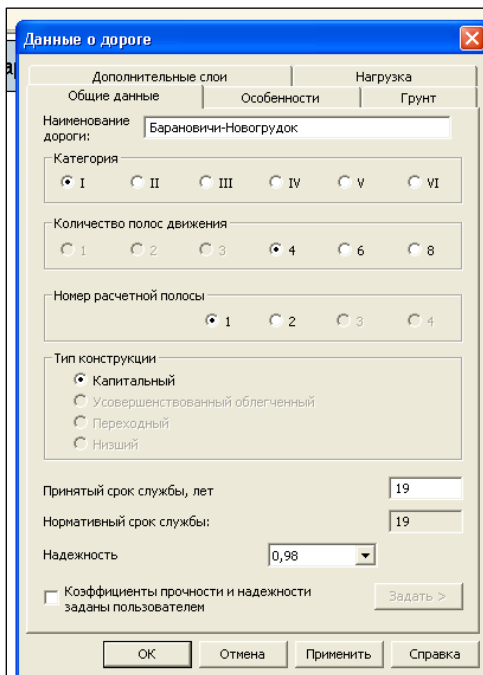 Данные о дороге
Дополнительные слои
Нагрузка
Общие данные
Особенности
Грунт
Наименование дороги:
Барановичи-Новогрудок
Категория
I II III IV V VI
Количество полос движения
1 2 3 4 6 8
Номер расчетной полосы
1 2 3 4
Тип конструкции
Капитальный
Усовершенствованный облегченный
Переходный
Низший
Принятый срок службы, лет 19
Нормативный срок службы: 19
Надежность 0,98
Коэффициенты прочности и надежности
заданы пользователем
Задать >
ОК Отмена Применить Справка